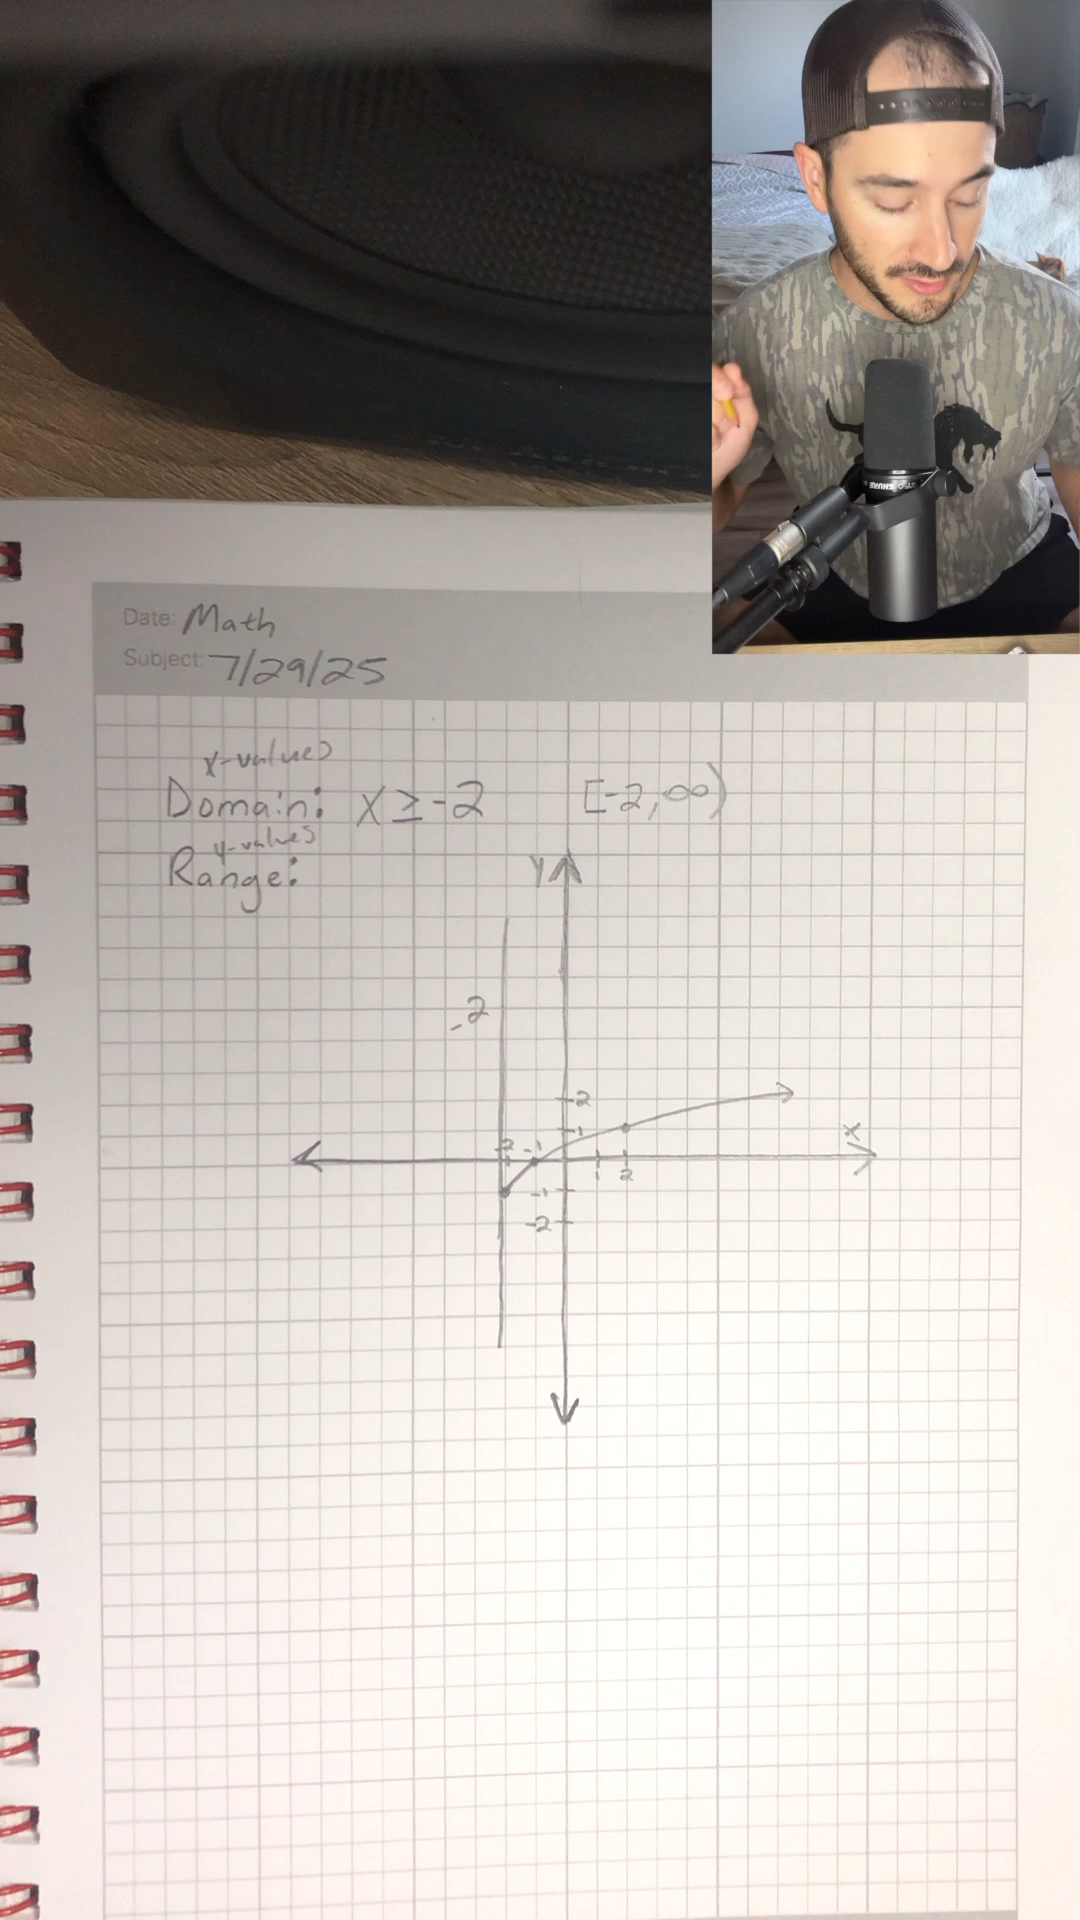 Date: Math
Subject: 7/29/25
x-values
Domain: x ≥ -2 [-2, ∞)
y-values
Range:
y
-2
2
1
x
-2 -1
1 2
-1
-2
SHURE